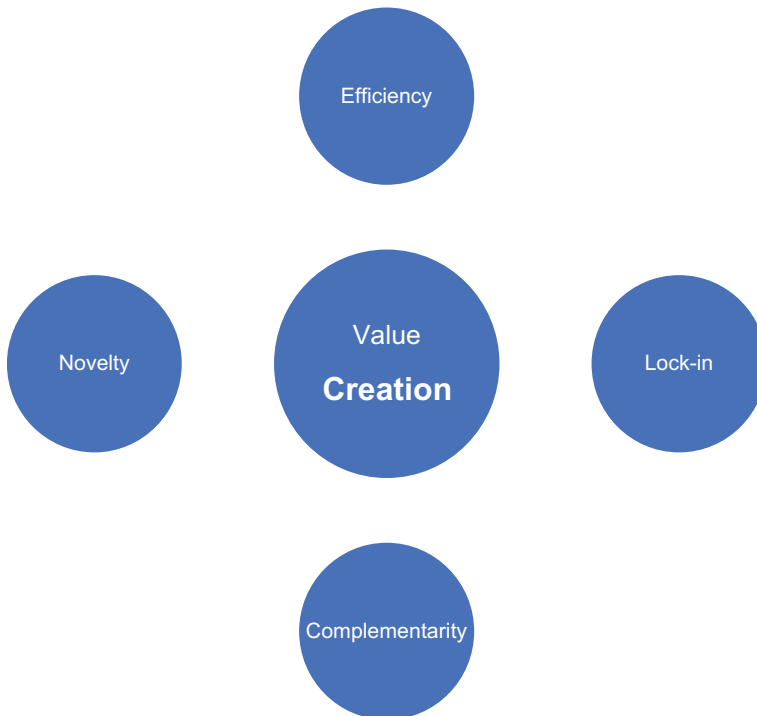 Efficiency
Novelty
Value
Creation
Lock-in
Complementarity